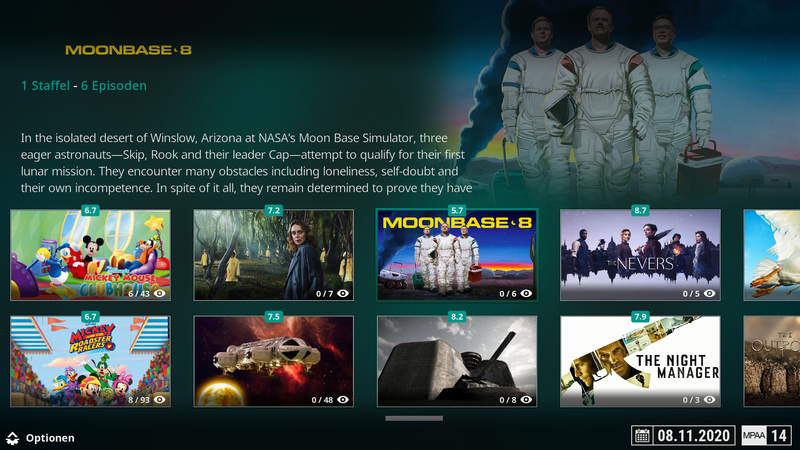 MOONBASE 8
1 Staffel - 6 Episoden
In the isolated desert of Winslow, Arizona at NASA's Moon Base Simulator, three
eager astronauts—Skip, Rook and their leader Cap—attempt to qualify for their first
lunar mission. They encounter many obstacles including loneliness, self-doubt and
their own incompetence. In spite of it all, they remain determined to prove they have
6.7
7.2
5.7
8.7
MOONBASE 8
MICKEY MOUSE
CLUBHOUSE
THE NEVERS
6 / 43
0 / 7
0 / 6
0 / 5
6.7
7.5
8.2
7.9
MICKEY
AND THE
ROADSTER
RACERS
THE NIGHT
MANAGER
THE
OUTPO
8 / 93
0 / 48
0 / 8
0 / 3
Optionen
08.11.2020
MPAA 14